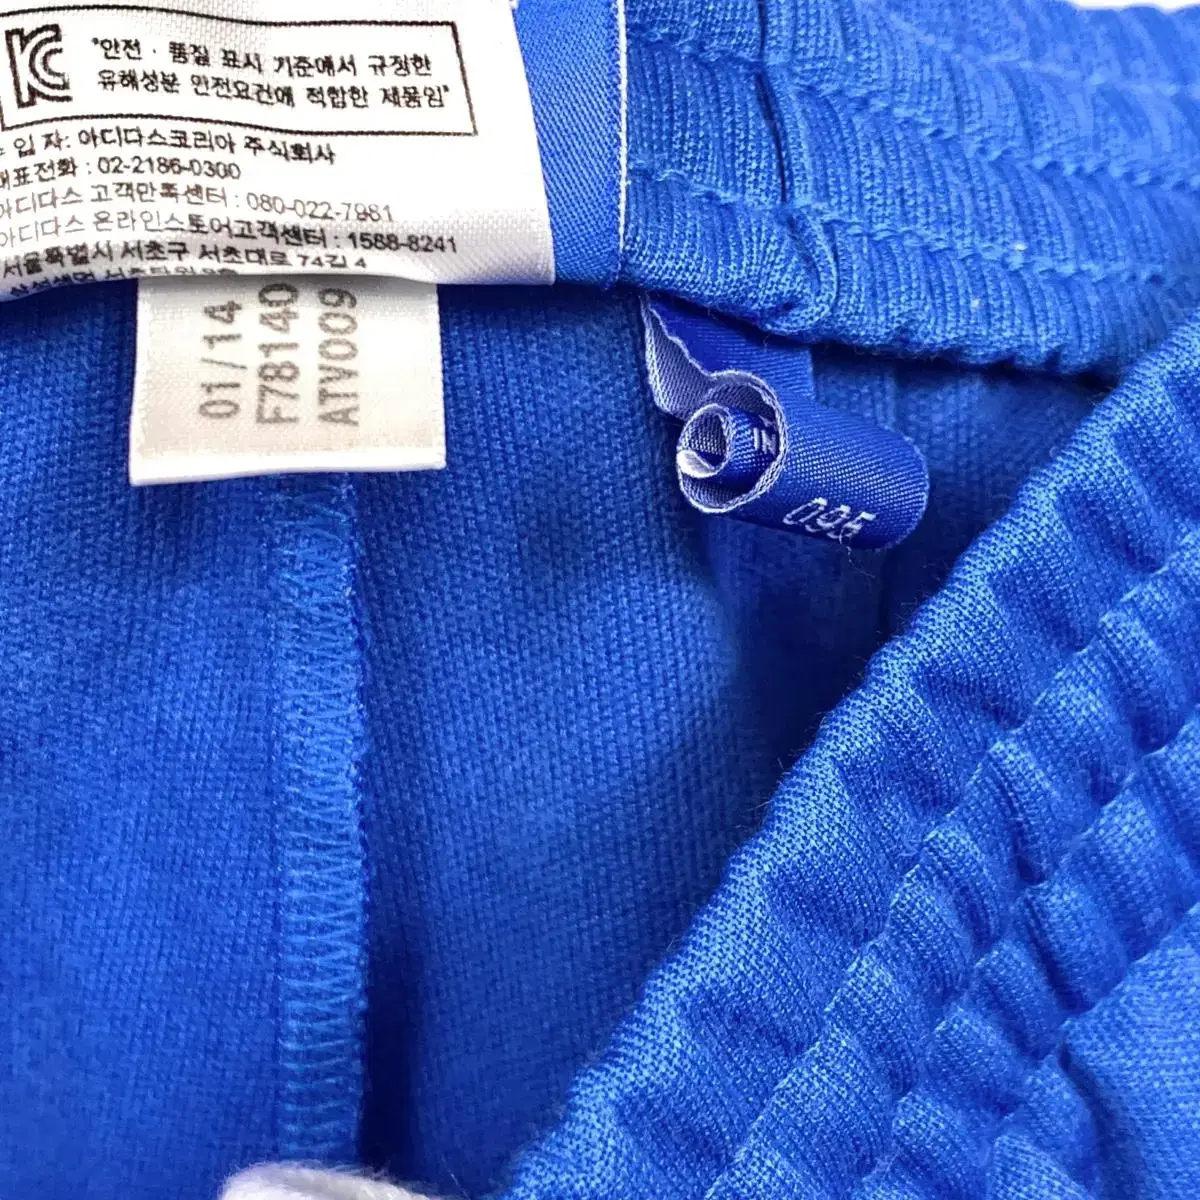 KC
"안전 · 품질 표시 기준에서 규정한
유해성분 안전요건에 적합한 제품임"
입 자: 아디다스코리아 주식회사
대표전화 : 02-2186-0300
아디다스 고객만족센터 : 080-022-7981
아디다스 온라인스토어고객센터 : 1588-8241
서울특별시 서초구 서초대로 74길 4
01/14
F78140
ATV009
IN
095